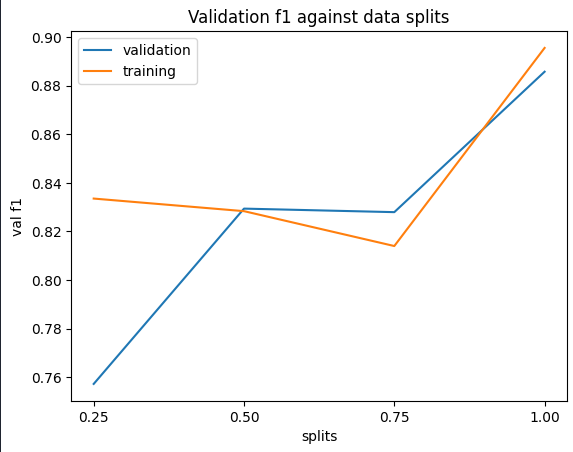 Validation f1 against data splits
validation
training
val f1
0.90
0.88
0.86
0.84
0.82
0.80
0.78
0.76
0.25
0.50
0.75
1.00
splits